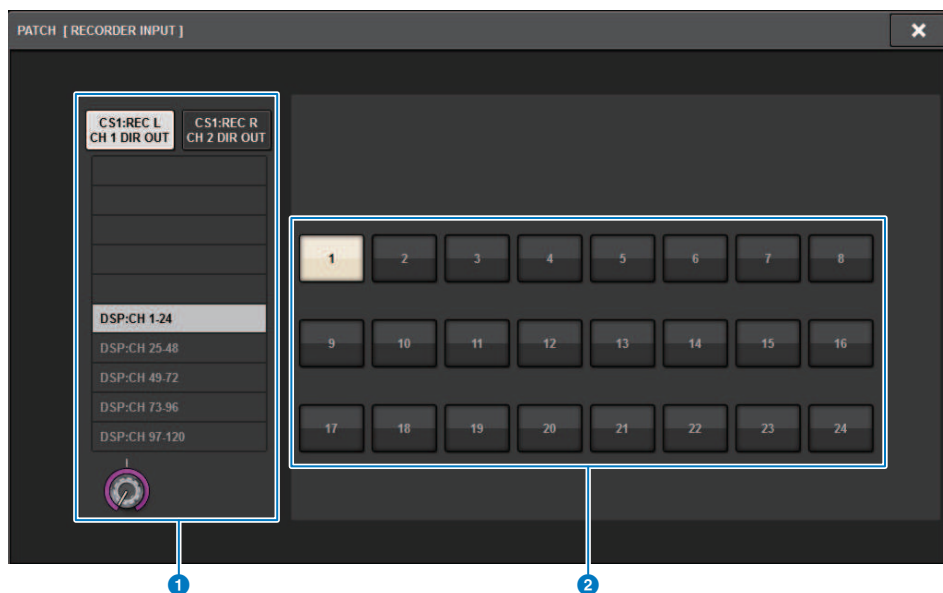 PATCH [ RECORDER INPUT ]
CS1:REC L
CH 1 DIR OUT
CS1:REC R
CH 2 DIR OUT
DSP:CH 1-24
DSP:CH 25-48
DSP:CH 49-72
DSP:CH 73-96
DSP:CH 97-120
1 2 3 4 5 6 7 8
9 10 11 12 13 14 15 16
17 18 19 20 21 22 23 24
1 2